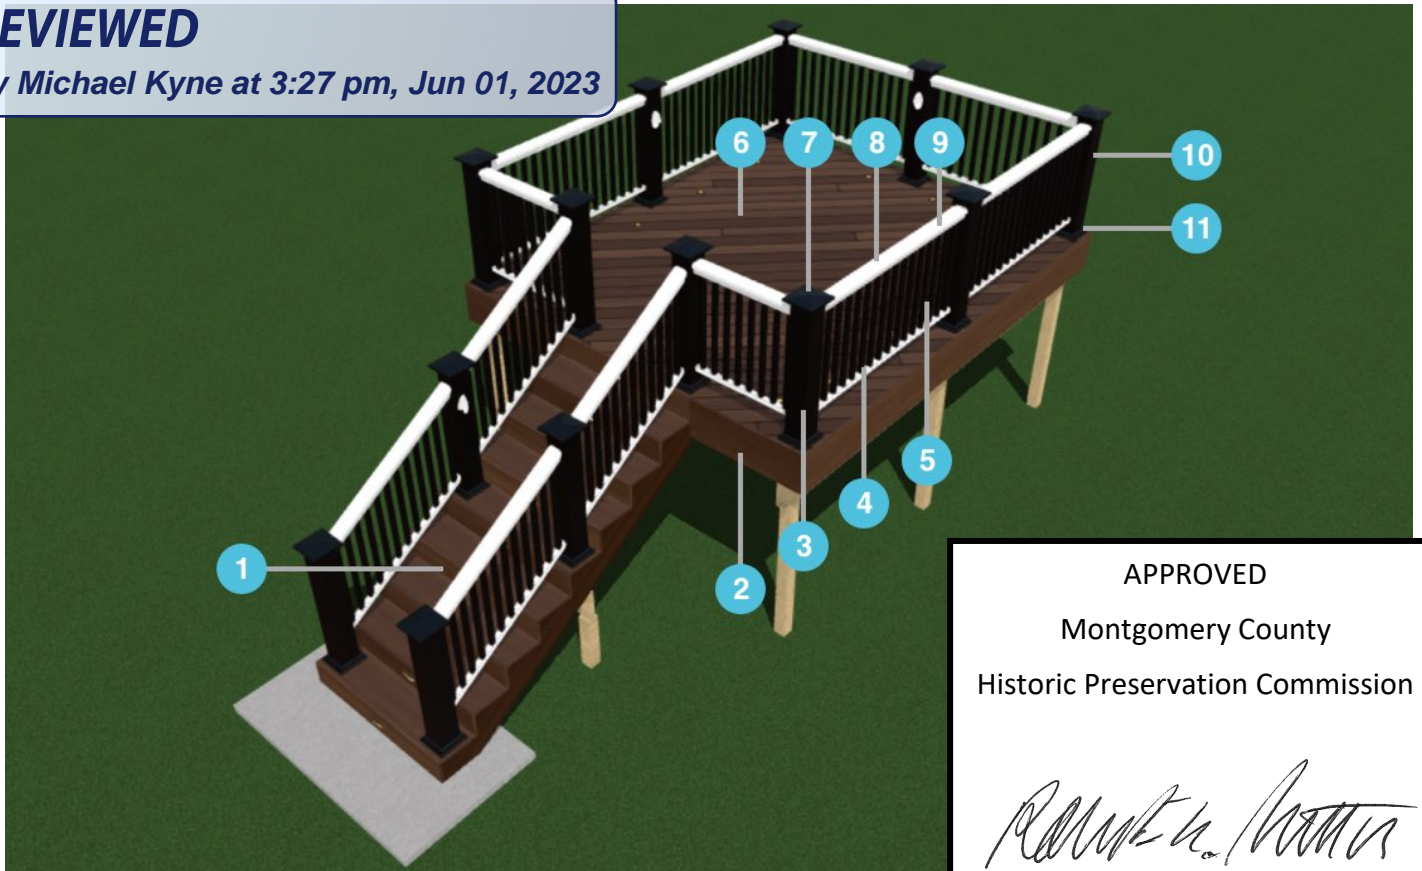 EVIEWED
y Michael Kyne at 3:27 pm, Jun 01, 2023
6
7
8
9
10
11
5
4
3
1
2
APPROVED
Montgomery County
Historic Preservation Commission